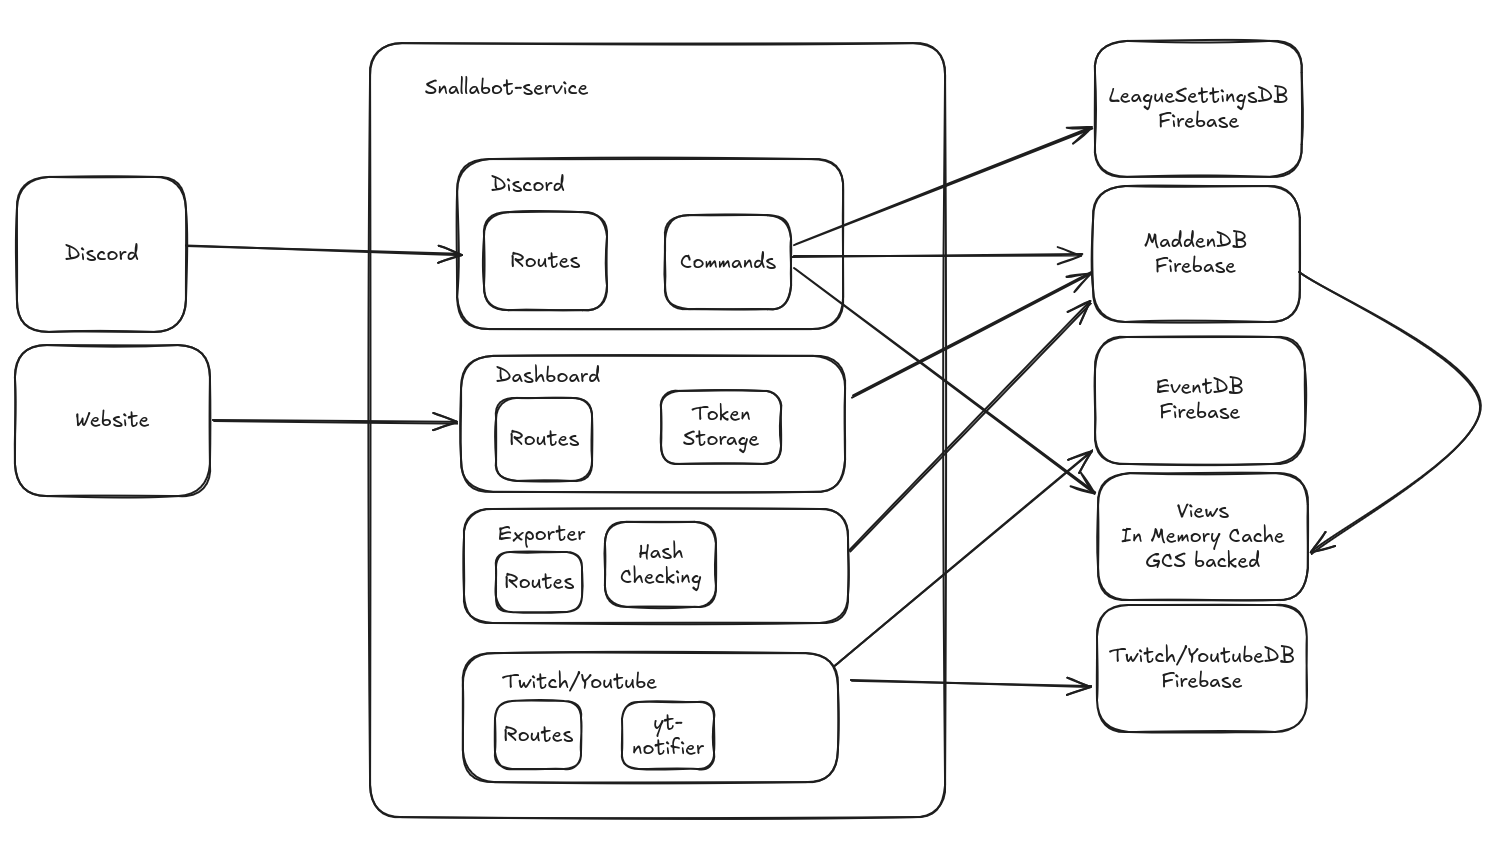 Snallabot-service
Discord
Website
Discord
Routes
Commands
Dashboard
Routes
Token
Storage
Exporter
Routes
Hash
Checking
Twitch/Youtube
Routes
yt-
notifier
LeagueSettingsDB
Firebase
MaddenDB
Firebase
EventDB
Firebase
Views
In Memory Cache
GCS backed
Twitch/YoutubeDB
Firebase